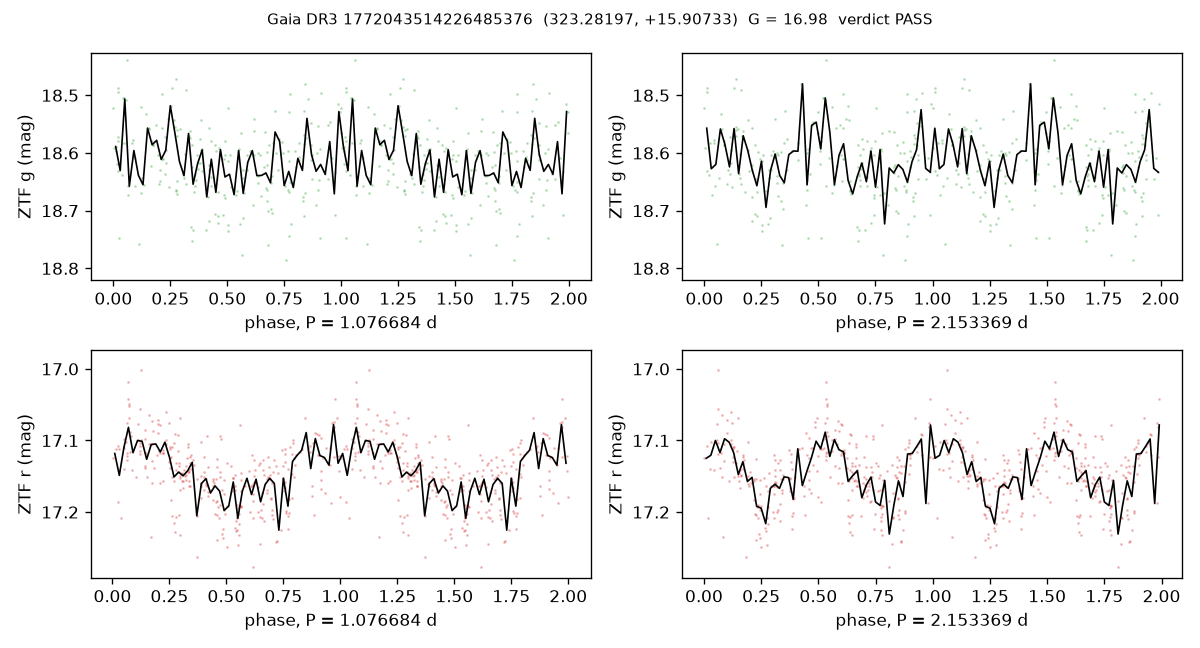 Gaia DR3 1772043514226485376 (323.28197, +15.90733) G = 16.98 verdict PASS
ZTF g (mag)
18.5
18.6
18.7
18.8
0.00 0.25 0.50 0.75 1.00 1.25 1.50 1.75 2.00
phase, P = 1.076684 d
ZTF g (mag)
18.5
18.6
18.7
18.8
0.00 0.25 0.50 0.75 1.00 1.25 1.50 1.75 2.00
phase, P = 2.153369 d
ZTF r (mag)
17.0
17.1
17.2
0.00 0.25 0.50 0.75 1.00 1.25 1.50 1.75 2.00
phase, P = 1.076684 d
ZTF r (mag)
17.0
17.1
17.2
0.00 0.25 0.50 0.75 1.00 1.25 1.50 1.75 2.00
phase, P = 2.153369 d